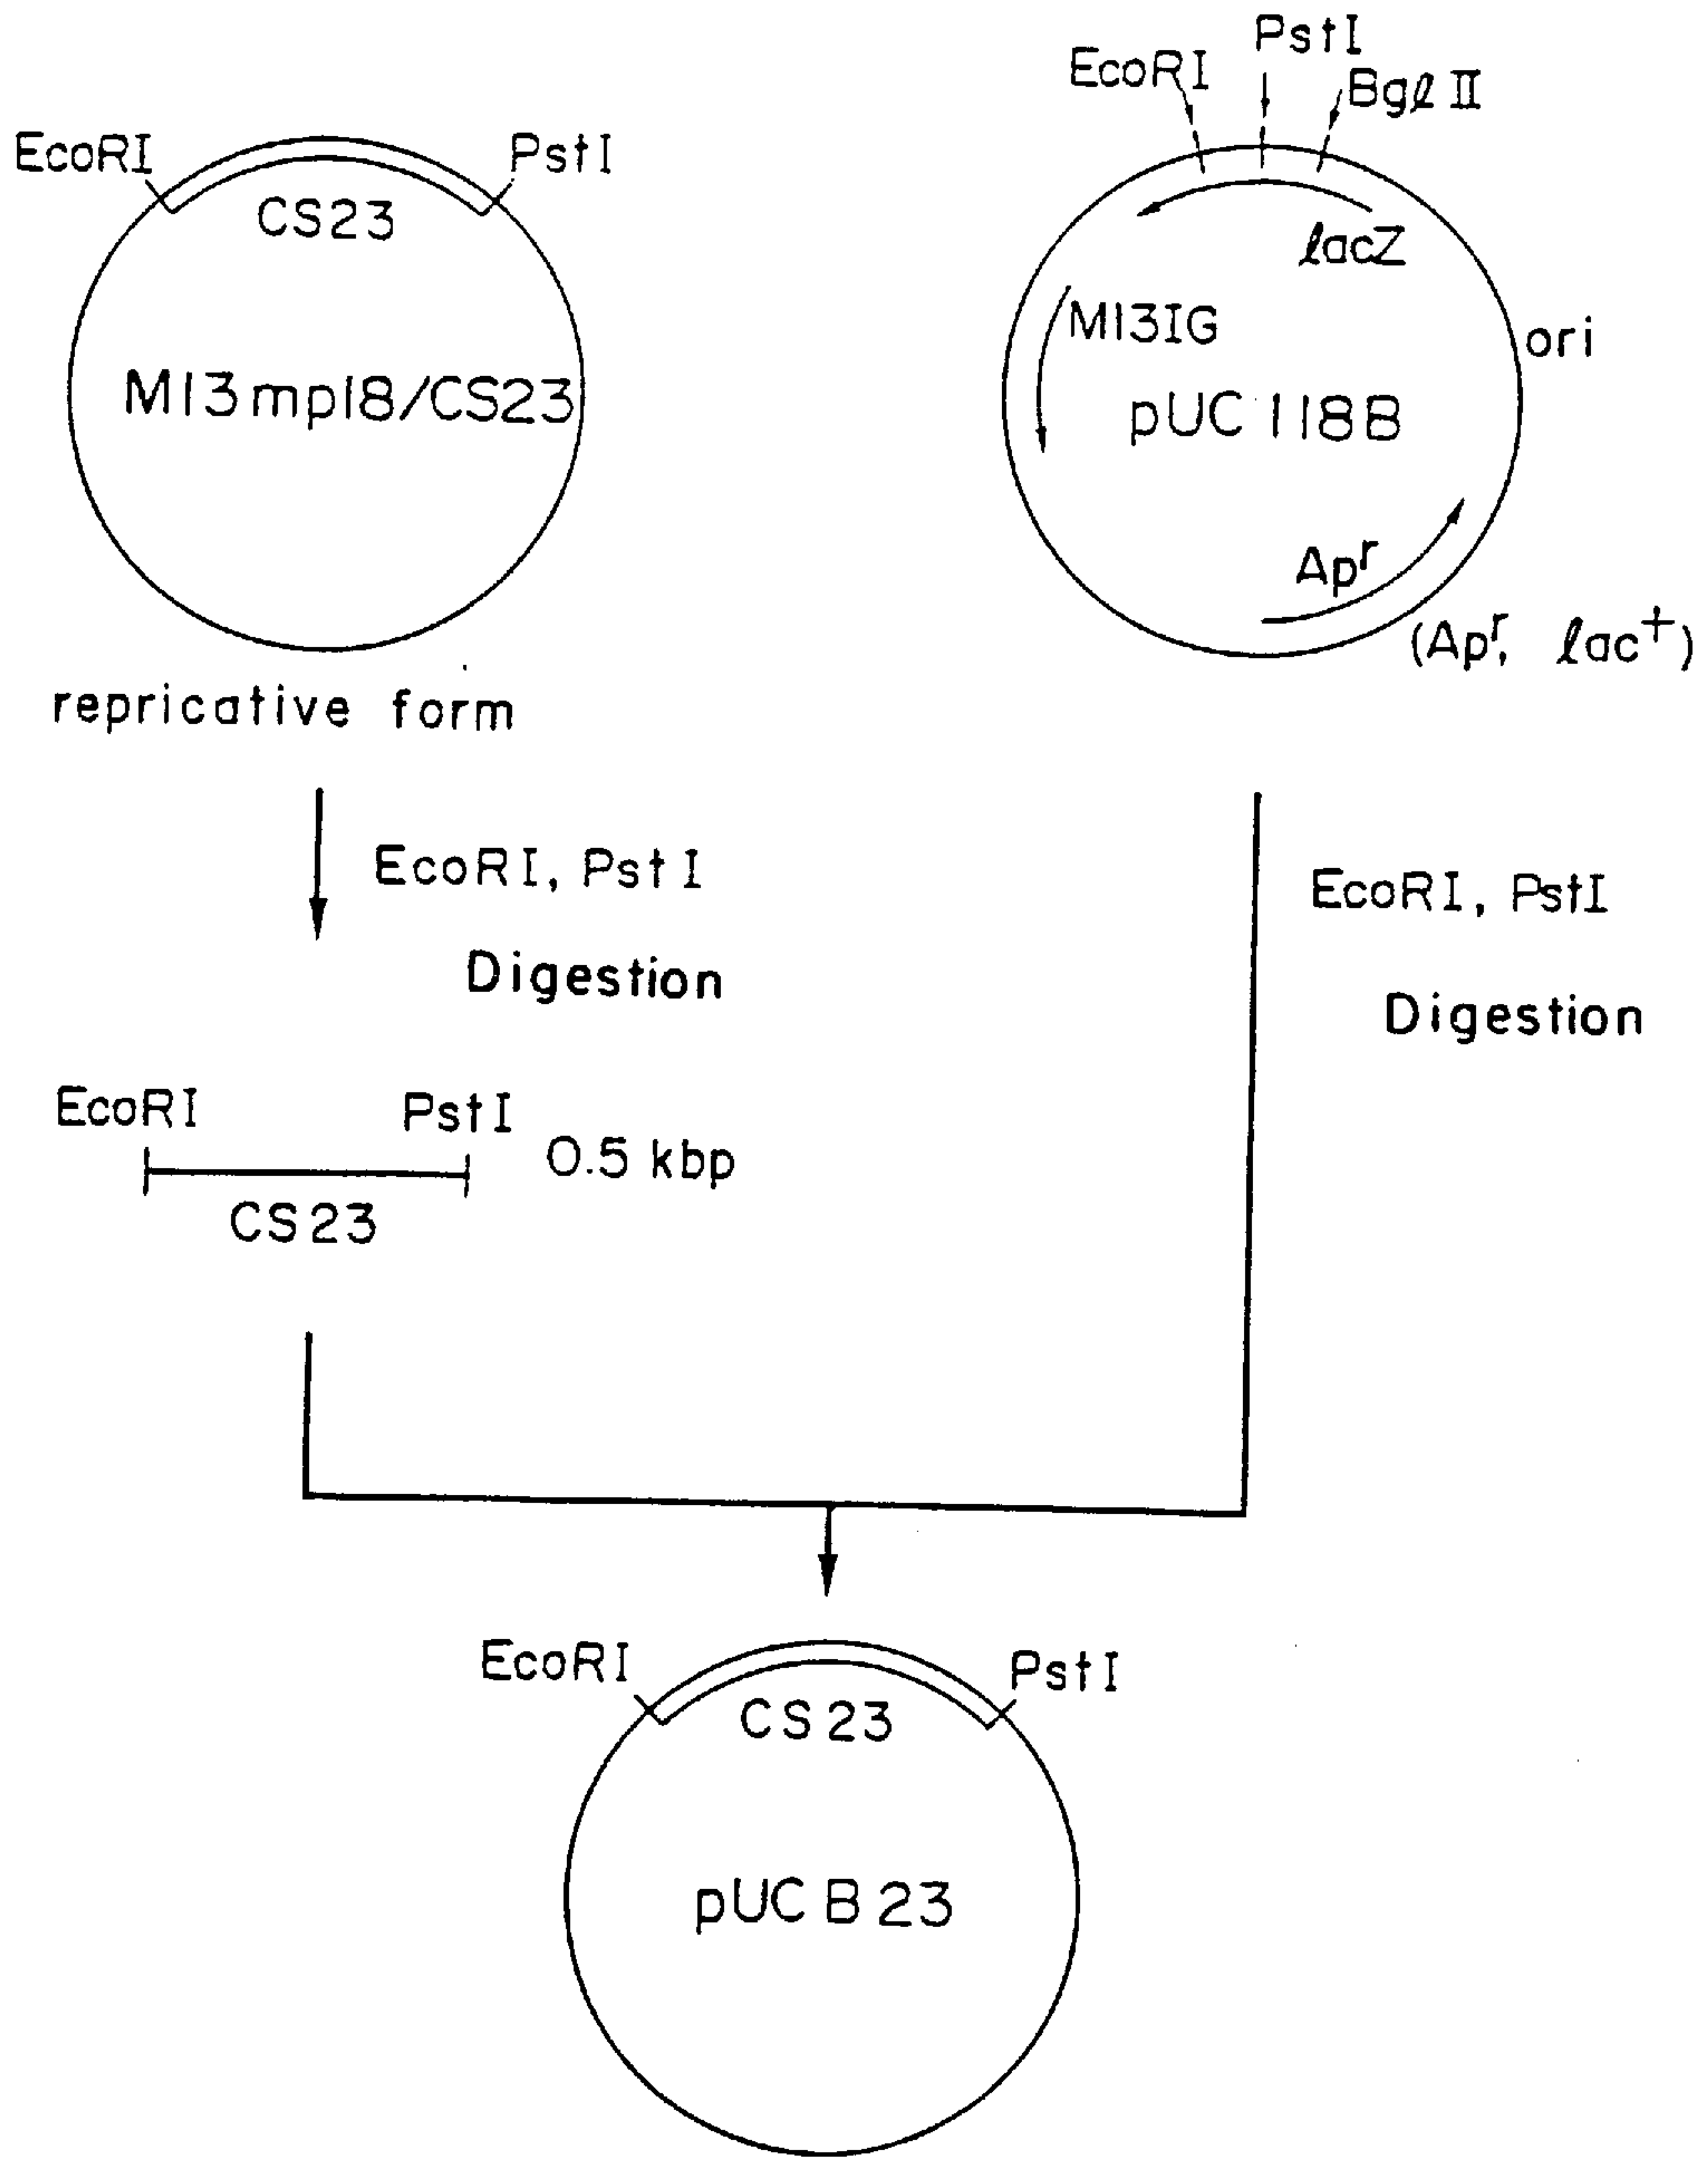 EcoRI
PstI
CS23
M13mp18/CS23
repricative form
EcoRI
PstI
BglII
lacZ
M13IG
ori
pUC118B
Apr
(Apr, lac+)
EcoRI, PstI
Digestion
EcoRI, PstI
Digestion
EcoRI
PstI
0.5 kbp
CS23
EcoRI
PstI
CS23
pUCB23